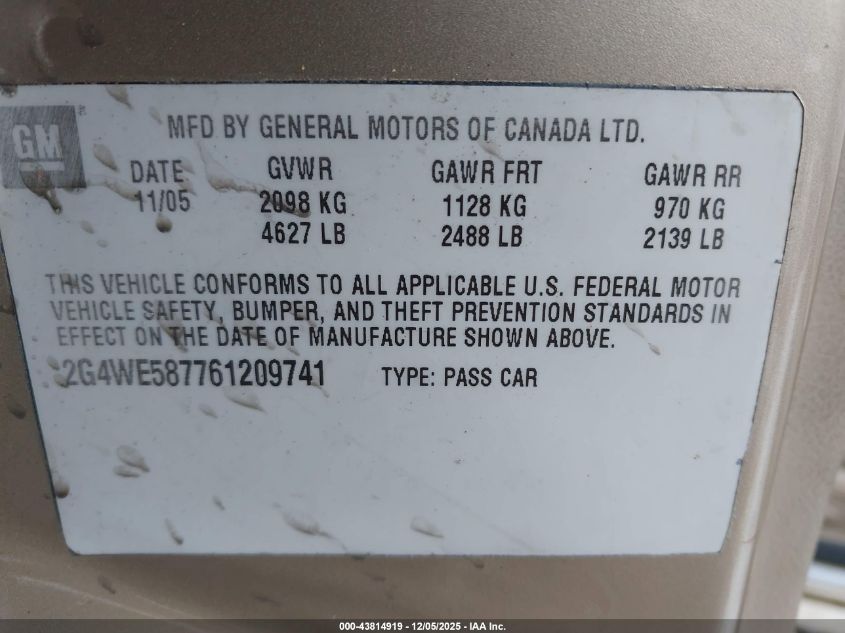 GM
MFD BY GENERAL MOTORS OF CANADA LTD.
DATE GVWR GAWR FRT GAWR RR
11/05 2098 KG 1128 KG 970 KG
4627 LB 2488 LB 2139 LB
THIS VEHICLE CONFORMS TO ALL APPLICABLE U.S. FEDERAL MOTOR
VEHICLE SAFETY, BUMPER, AND THEFT PREVENTION STANDARDS IN
EFFECT ON THE DATE OF MANUFACTURE SHOWN ABOVE.
2G4WE587761209741 TYPE: PASS CAR
000-43814919 - 12/05/2025 - IAA Inc.